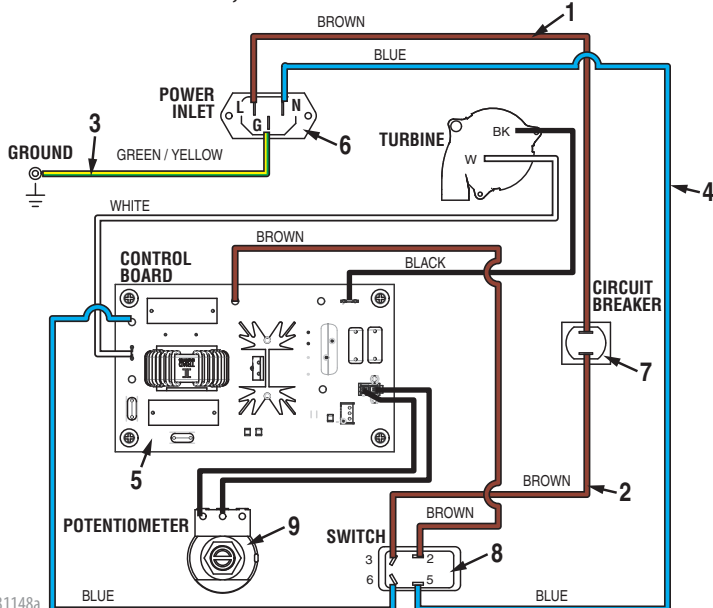 BROWN
1
BLUE
POWER
INLET
L
N
G
6
3
GROUND
GREEN / YELLOW
TURBINE
BK
W
4
WHITE
BROWN
CONTROL
BOARD
BLACK
CIRCUIT
BREAKER
7
5
BROWN
2
BROWN
POTENTIOMETER
9
SWITCH
3
2
8
6
5
BLUE
BLUE
31148a